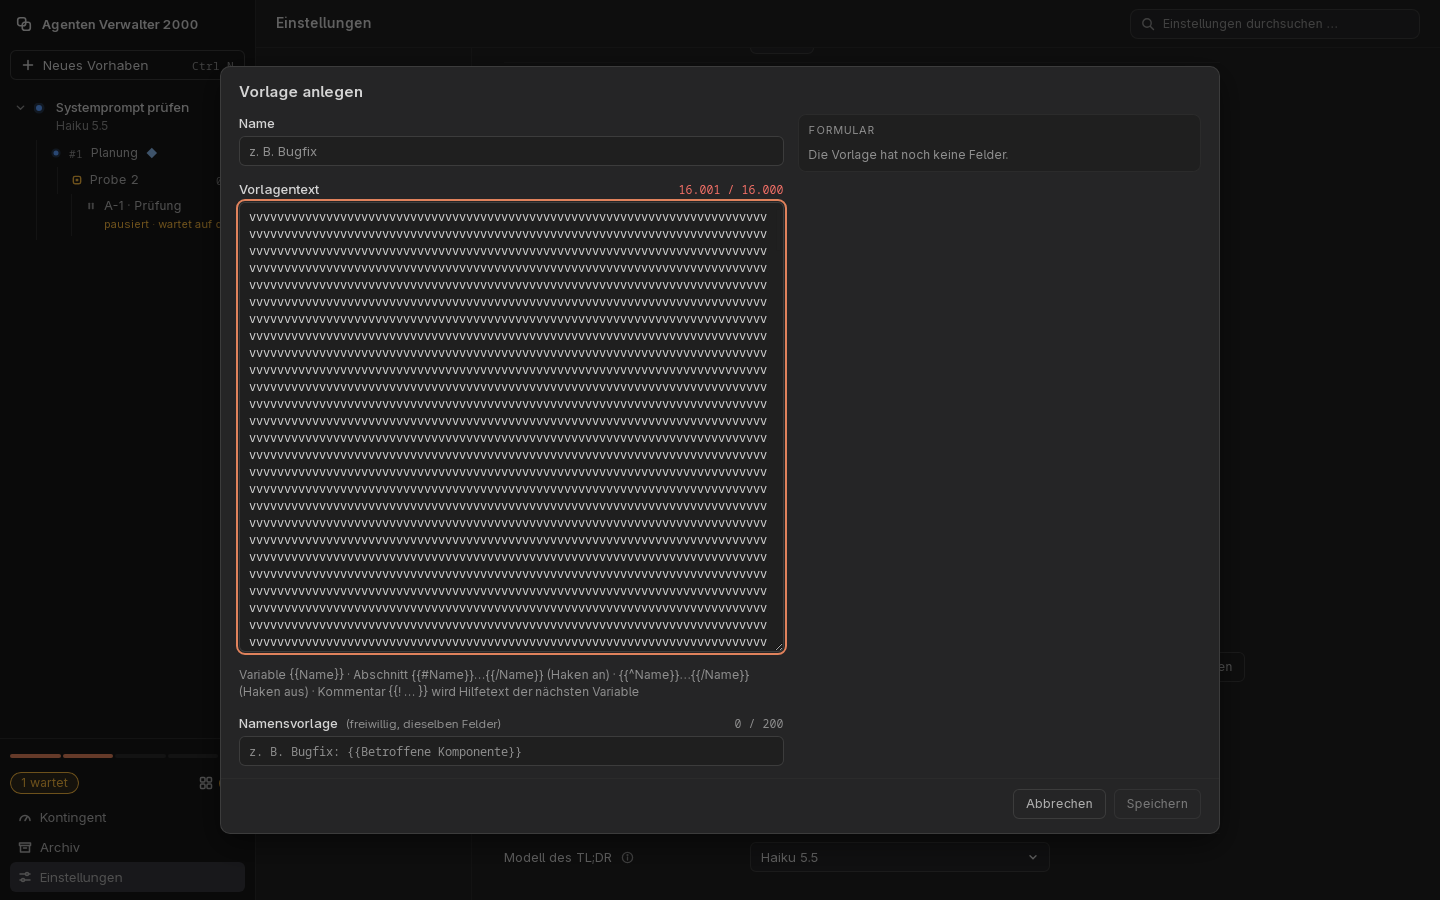 Agenten Verwalter 2000
Neues Vorhaben
Systemprompt prüfen
Haiku 5.5
#1 Planung
Probe 2
A-1 · Prüfung
pausiert · wartet auf
1 wartet
Kontingent
Archiv
Einstellungen
Einstellungen
Einstellungen durchsuchen …
Vorlage anlegen
Name
z. B. Bugfix
Vorlagentext
16.001 / 16.000
Variable {{Name}} · Abschnitt {{#Name}}…{{/Name}} (Haken an) · {{^Name}}…{{/Name}}
(Haken aus) · Kommentar {{! … }} wird Hilfetext der nächsten Variable
Namensvorlage (freiwillig, dieselben Felder)
0 / 200
z. B. Bugfix: {{Betroffene Komponente}}
FORMULAR
Die Vorlage hat noch keine Felder.
Abbrechen
Speichern
Modell des TL;DR
Haiku 5.5